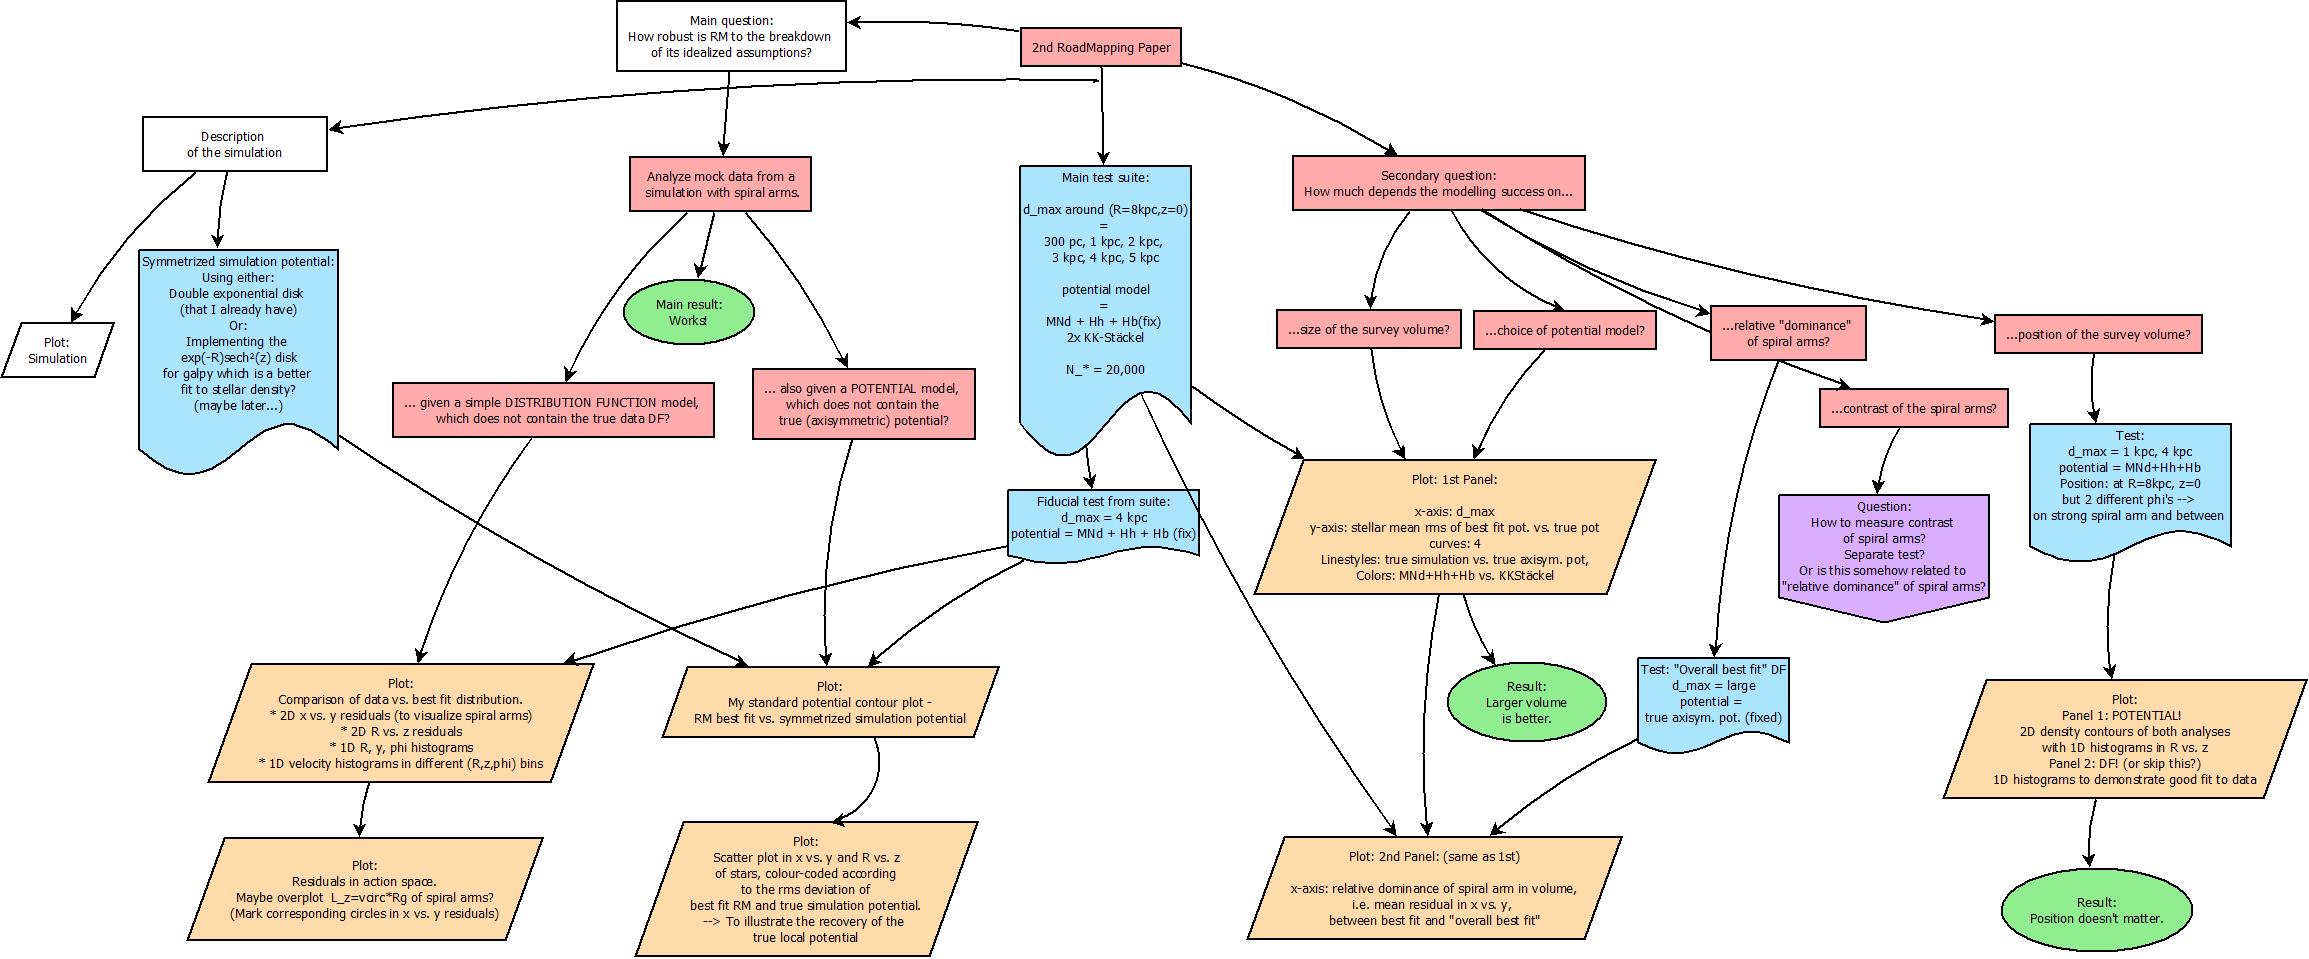 Main question:
How robust is RM to the breakdown
of its idealized assumptions?
2nd RoadMapping Paper
Description
of the simulation
Analyze mock data from a
simulation with spiral arms.
Main test suite:
d_max around (R=8kpc,z=0)
=
300 pc, 1 kpc, 2 kpc,
3 kpc, 4 kpc, 5 kpc
potential model
=
MNd + Hh + Hb(fix)
2x KK-Stäckel
N_* = 20,000
Secondary question:
How much depends the modelling success on...
Symmetrized simulation potential:
Using either:
Double exponential disk
(that I already have)
Or:
Implementing the
exp(-R)sech²(z) disk
for galpy which is a better
fit to stellar density?
(maybe later...)
Plot:
Simulation
Main result:
Works!
...size of the survey volume?
...choice of potential model?
...relative "dominance"
of spiral arms?
...position of the survey volume?
... given a simple DISTRIBUTION FUNCTION model,
which does not contain the true data DF?
... also given a POTENTIAL model,
which does not contain the
true (axisymmetric) potential?
...contrast of the spiral arms?
Test:
d_max = 1 kpc, 4 kpc
potential = MNd+Hh+Hb
Position: at R=8kpc, z=0
but 2 different phi's -->
on strong spiral arm and between
Fiducial test from suite:
d_max = 4 kpc
potential = MNd + Hh + Hb (fix)
Plot: 1st Panel:
x-axis: d_max
y-axis: stellar mean rms of best fit pot. vs. true pot
curves: 4
Linestyles: true simulation vs. true axisym. pot,
Colors: MNd+Hh+Hb vs. KKStäckel
Question:
How to measure contrast
of spiral arms?
Separate test?
Or is this somehow related to
"relative dominance" of spiral arms?
Plot:
Comparison of data vs. best fit distribution.
* 2D x vs. y residuals (to visualize spiral arms)
* 2D R vs. z residuals
* 1D R, y, phi histograms
* 1D velocity histograms in different (R,z,phi) bins
Plot:
My standard potential contour plot -
RM best fit vs. symmetrized simulation potential
Result:
Larger volume
is better.
Test: "Overall best fit" DF
d_max = large
potential =
true axisym. pot. (fixed)
Plot:
Panel 1: POTENTIAL!
2D density contours of both analyses
with 1D histograms in R vs. z
Panel 2: DF! (or skip this?)
1D histograms to demonstrate good fit to data
Plot:
Residuals in action space.
Maybe overplot L_z=vcirc*Rg of spiral arms?
(Mark corresponding circles in x vs. y residuals)
Plot:
Scatter plot in x vs. y and R vs. z
of stars, colour-coded according
to the rms deviation of
best fit RM and true simulation potential.
--> To illustrate the recovery of the
true local potential
Plot: 2nd Panel: (same as 1st)
x-axis: relative dominance of spiral arm in volume,
i.e. mean residual in x vs. y,
between best fit and "overall best fit"
Result:
Position doesn't matter.